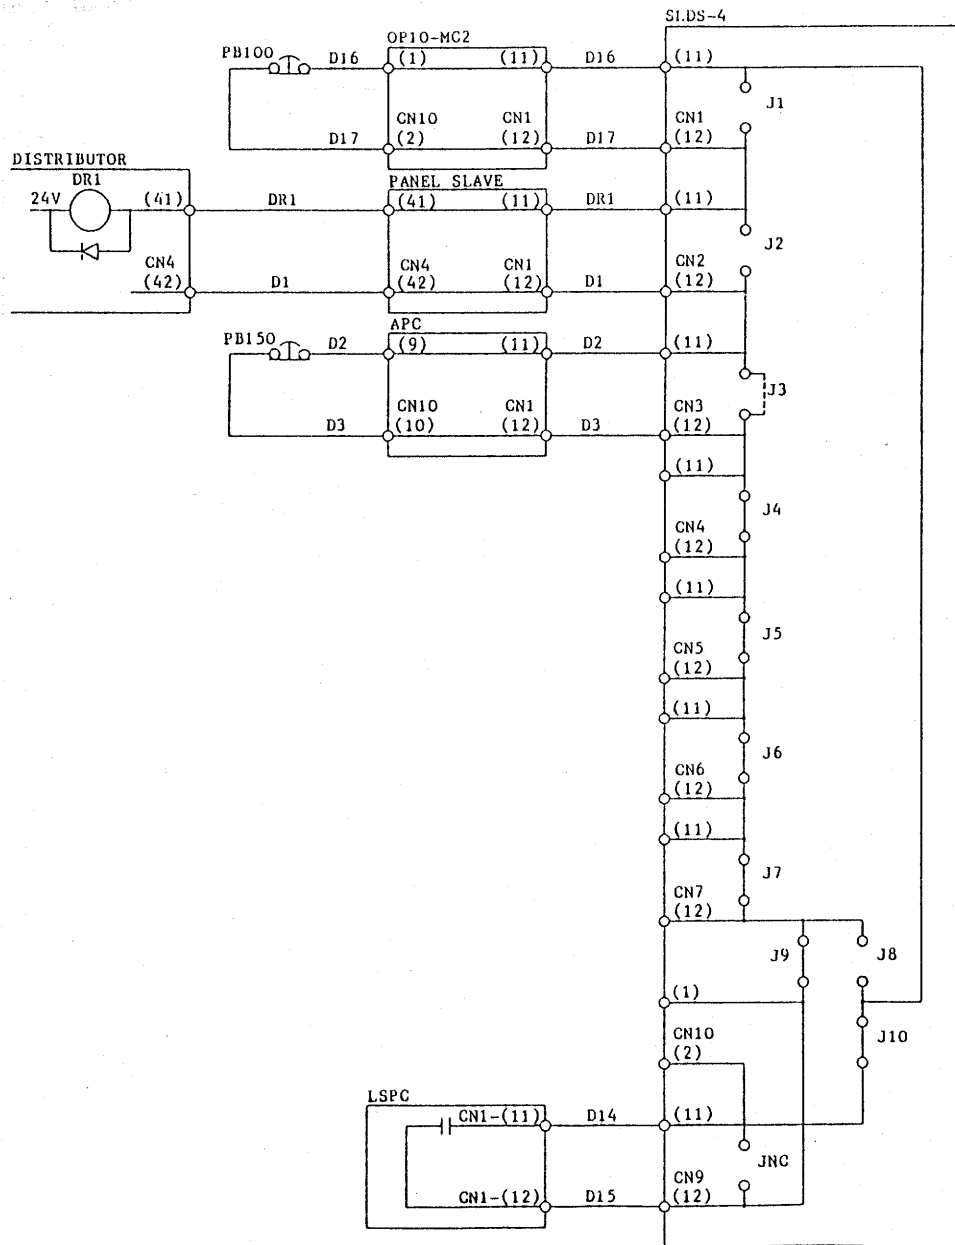 SLDS-4
OP10-MC2
PB100 D16 (1) (11) D16 (11)
J1
CN10 CN1 CN1
D17 (2) (12) D17 (12)
DISTRIBUTOR
DR1
PANEL SLAVE
24V (41) DR1 (41) (11) DR1 (11)
J2
CN4 CN4 CN1 CN2
(42) D1 (42) (12) D1 (12)
APC
PB150 D2 (9) (11) D2 (11)
J3
CN10 CN1 CN3
D3 (10) (12) D3 (12)
(11)
J4
CN4
(12)
(11)
J5
CN5
(12)
(11)
J6
CN6
(12)
(11)
J7
CN7
(12)
J9 J8
(1)
CN10 J10
(2)
LSPC
CN1-(11) D14 (11)
JNC
CN9
CN1-(12) D15 (12)